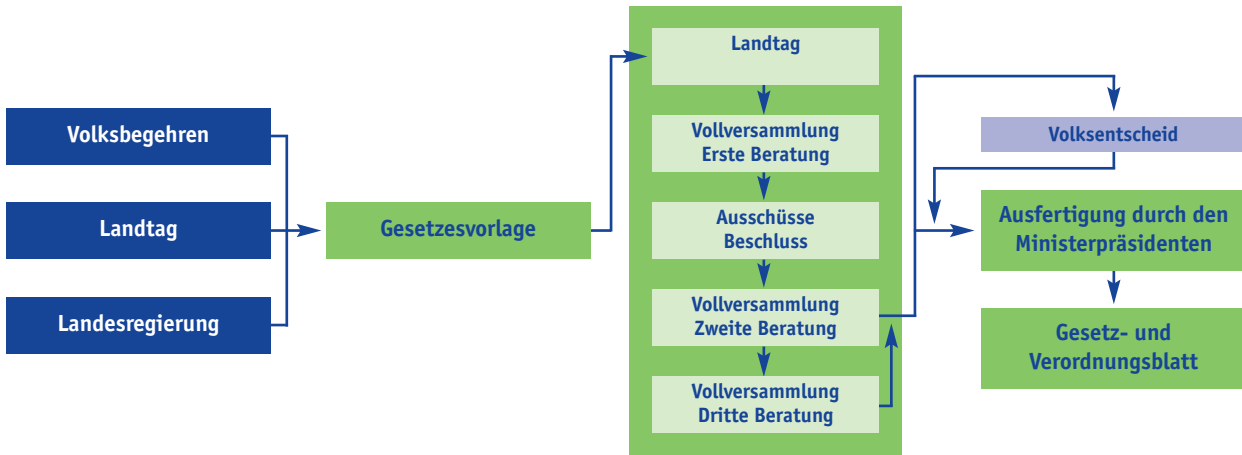 Volksbegehren
Landtag
Landesregierung
Gesetzesvorlage
Landtag
Vollversammlung
Erste Beratung
Ausschüsse
Beschluss
Vollversammlung
Zweite Beratung
Vollversammlung
Dritte Beratung
Volksentscheid
Ausfertigung durch den
Ministerpräsidenten
Gesetz- und
Verordnungsblatt